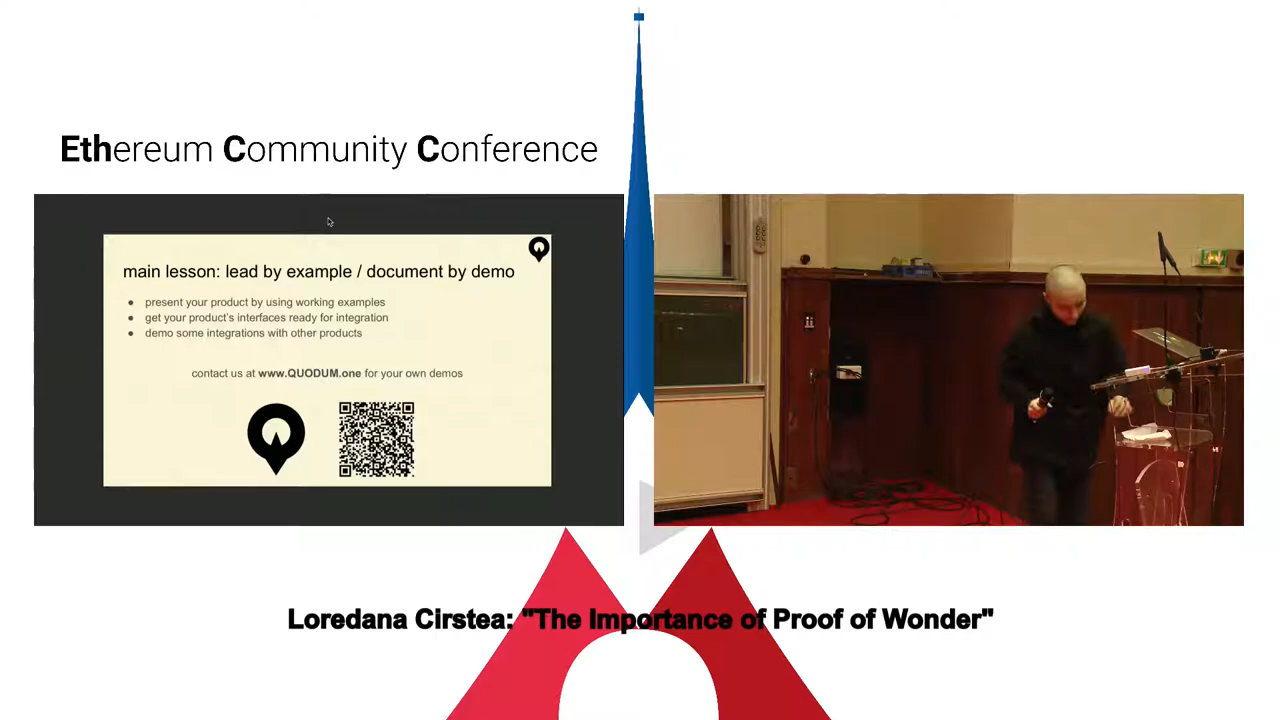 Ethereum Community Conference
main lesson: lead by example / document by demo
● present your product by using working examples
● get your product's interfaces ready for integration
● demo some integrations with other products
contact us at www.QUODUM.one for your own demos
Loredana Cirstea: "The Importance of Proof of Wonder"